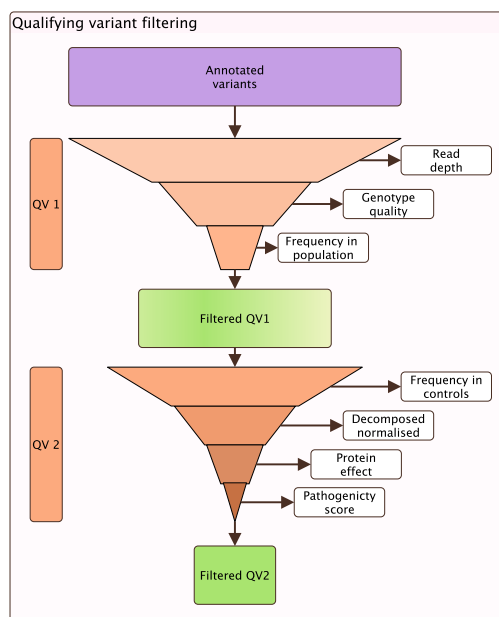 Qualifying variant filtering
Annotated
variants
QV 1
Read
depth
Genotype
quality
Frequency in
population
Filtered QV1
QV 2
Frequency in
controls
Decomposed
normalised
Protein
effect
Pathogenicty
score
Filtered QV2